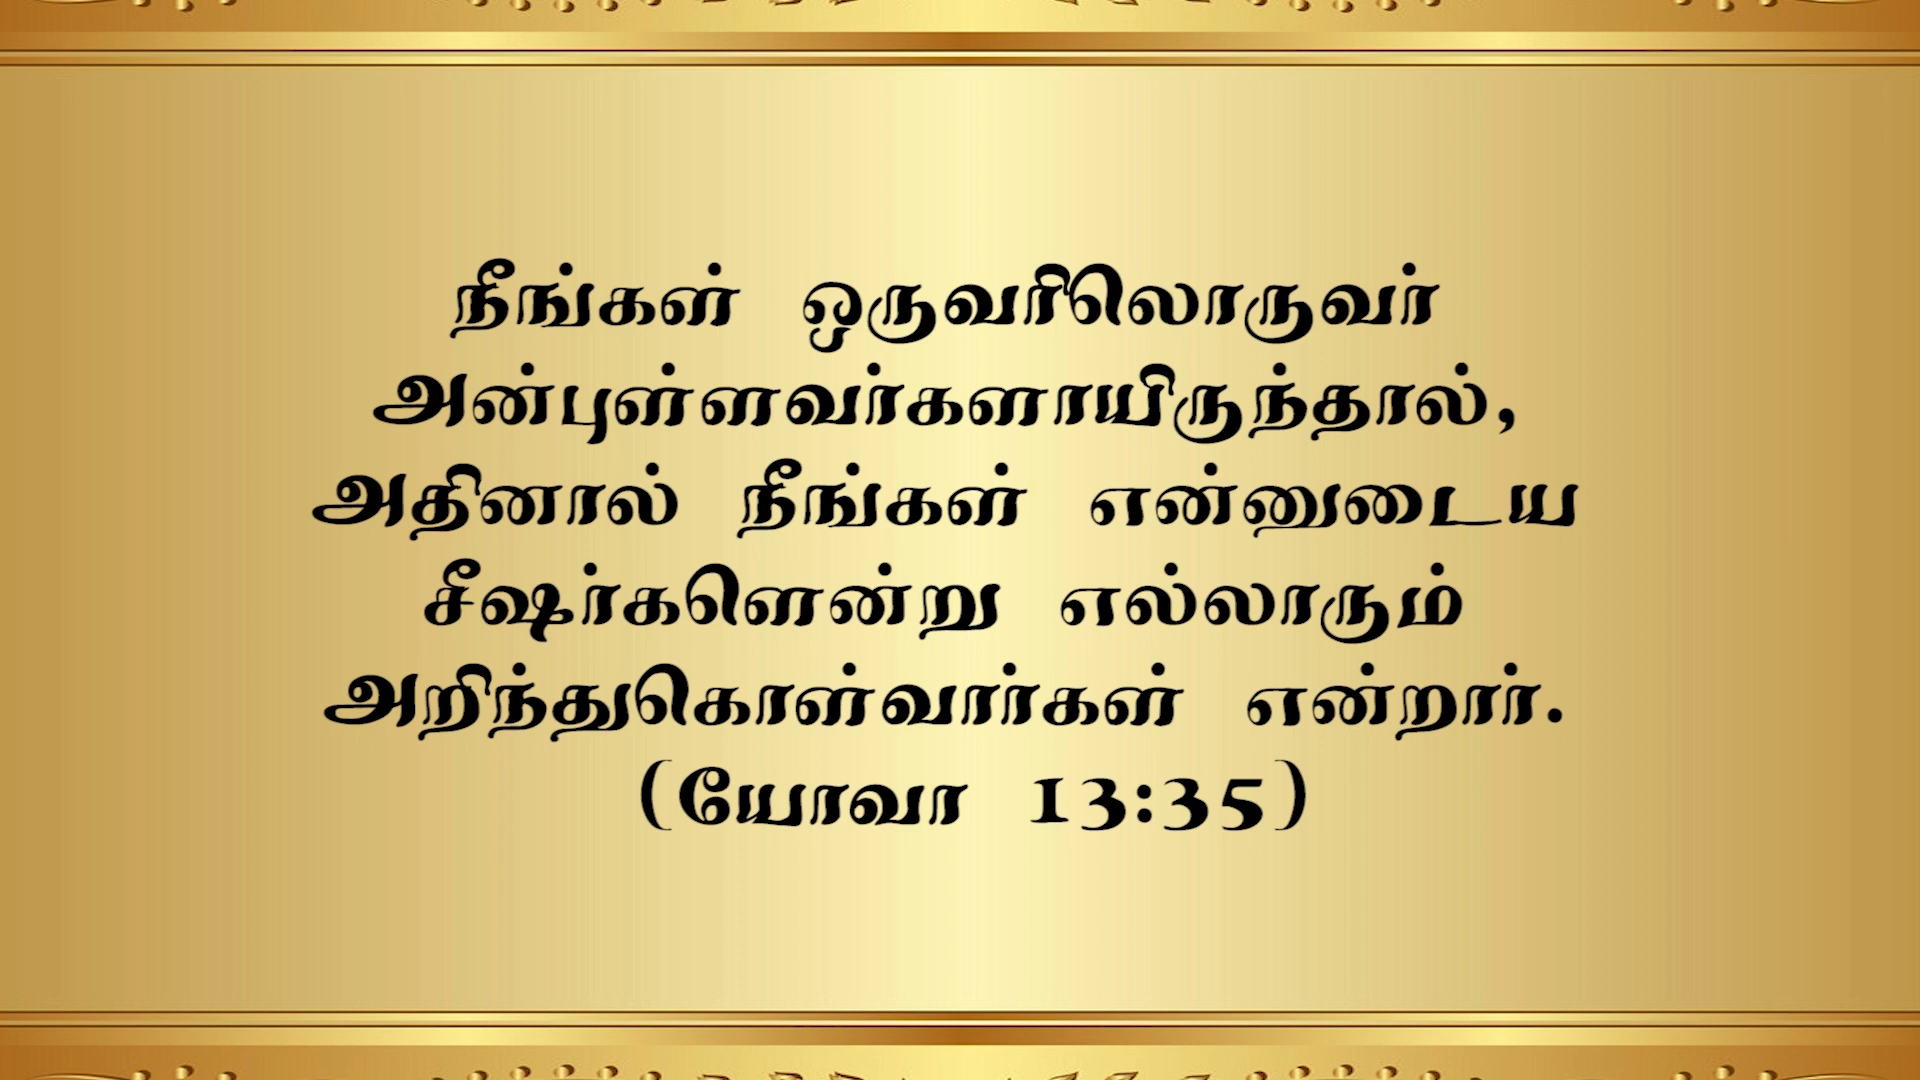 நீங்கள் ஒருவரிலொருவர்
அன்புள்ளவர்களாயிருந்தால்,
அதினால் நீங்கள் என்னுடைய
சீஷர்களென்று எல்லாரும்
அறிந்துகொள்வார்கள் என்றார்.
(யோவா 13:35)